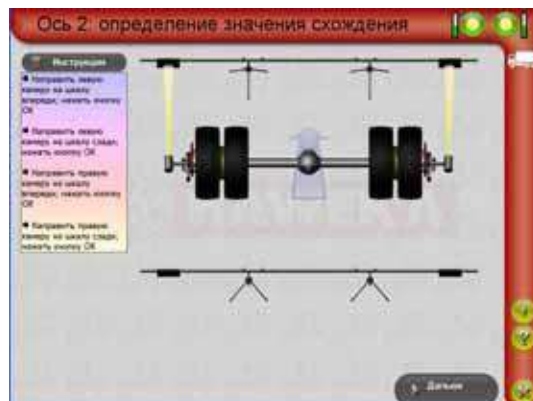 Ось 2: определение значения схождения
Инструкция
Направить левую
камеру на шкалу
впереди; нажать кнопку
ОК
Направить левую
камеру на шкалу сзади;
нажать кнопку ОК
Направить правую
камеру на шкалу
впереди; нажать кнопку
ОК
Направить правую
камеру на шкалу сзади;
нажать кнопку ОК
Дальше